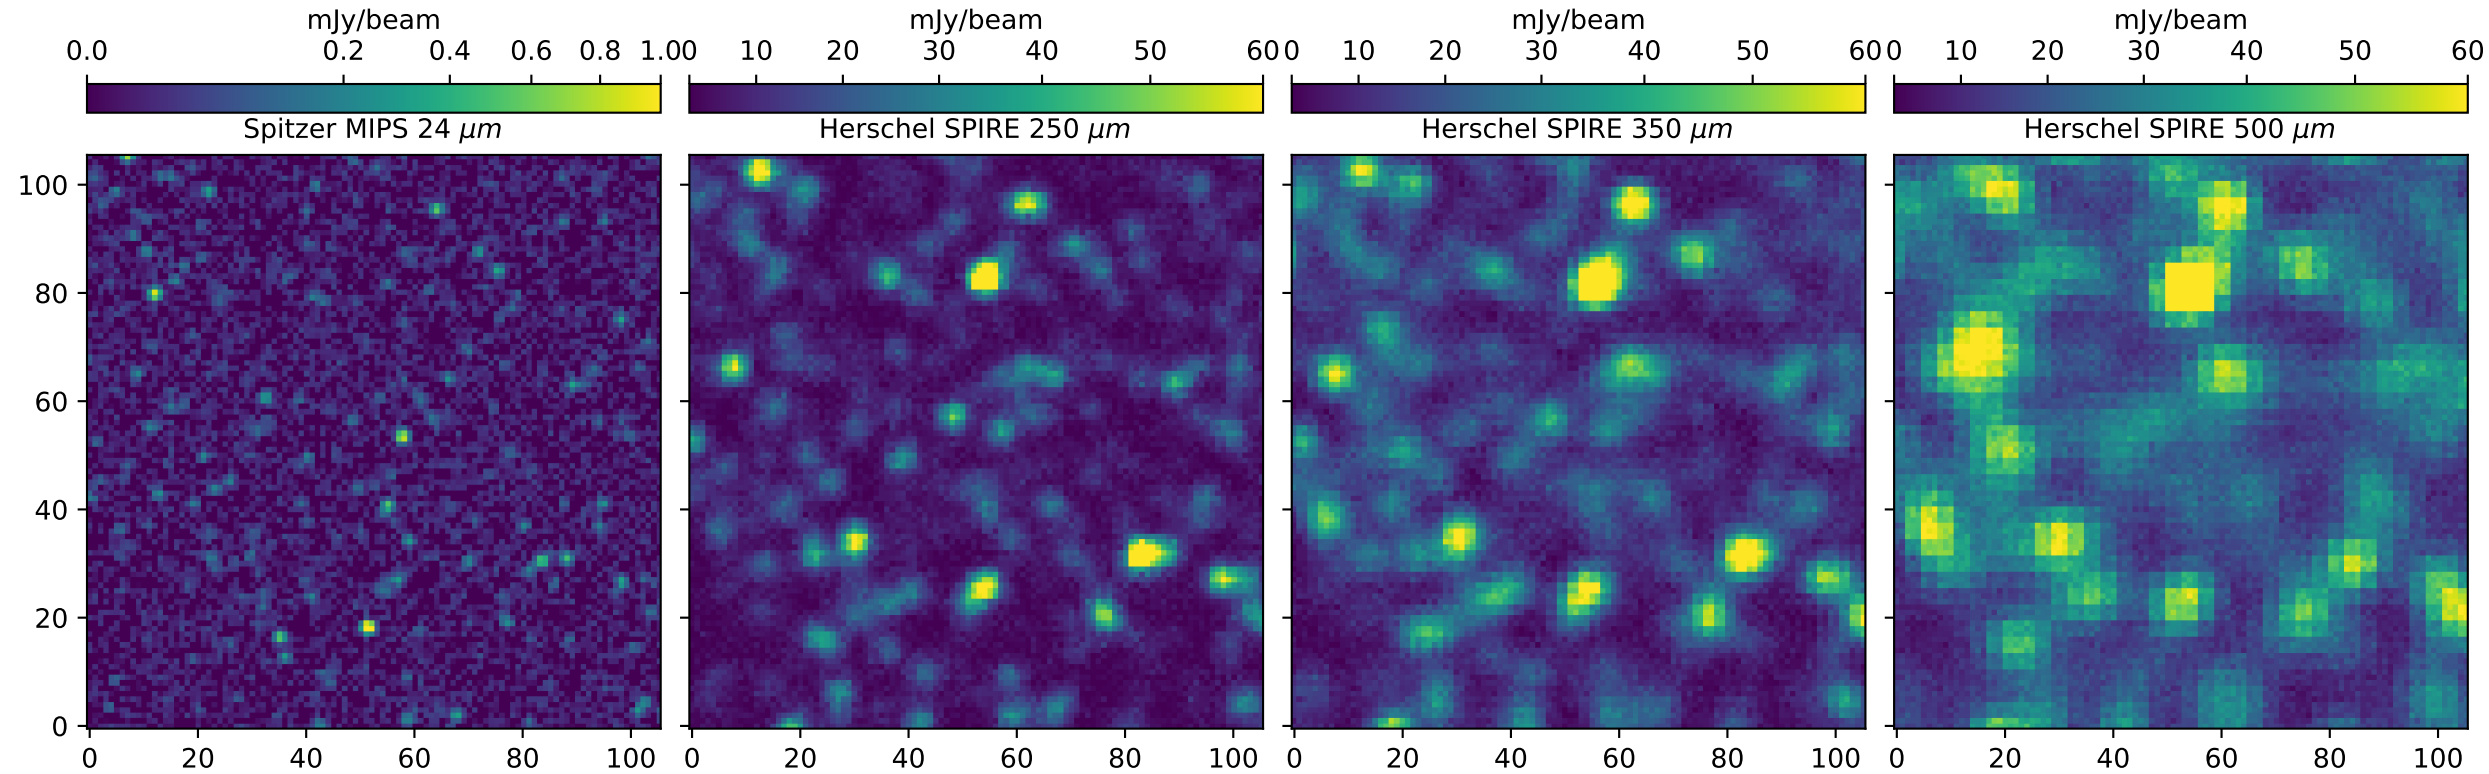 mJy/beam mJy/beam mJy/beam mJy/beam
0.0 0.2 0.4 0.6 0.8 1.0 0 10 20 30 40 50 60 0 10 20 30 40 50 60 0 10 20 30 40 50 60
Spitzer MIPS 24 μm Herschel SPIRE 250 μm Herschel SPIRE 350 μm Herschel SPIRE 500 μm
100
80
60
40
20
0
0 20 40 60 80 100 0 20 40 60 80 100 0 20 40 60 80 100 0 20 40 60 80 100